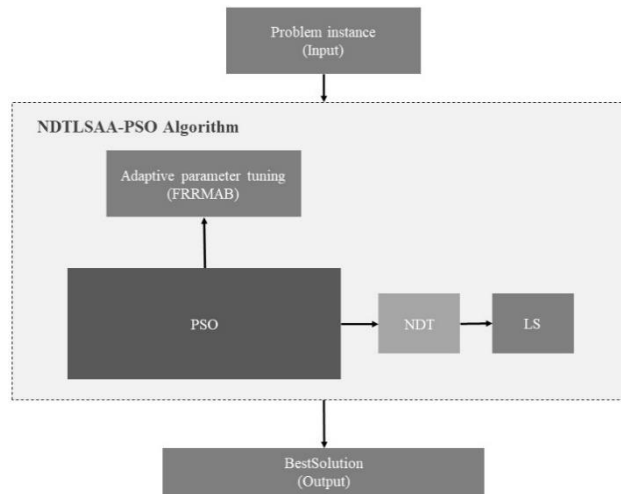 Problem instance
(Input)
NDTLSAA-PSO Algorithm
Adaptive parameter tuning
(FRRMAB)
PSO
NDT
LS
BestSolution
(Output)